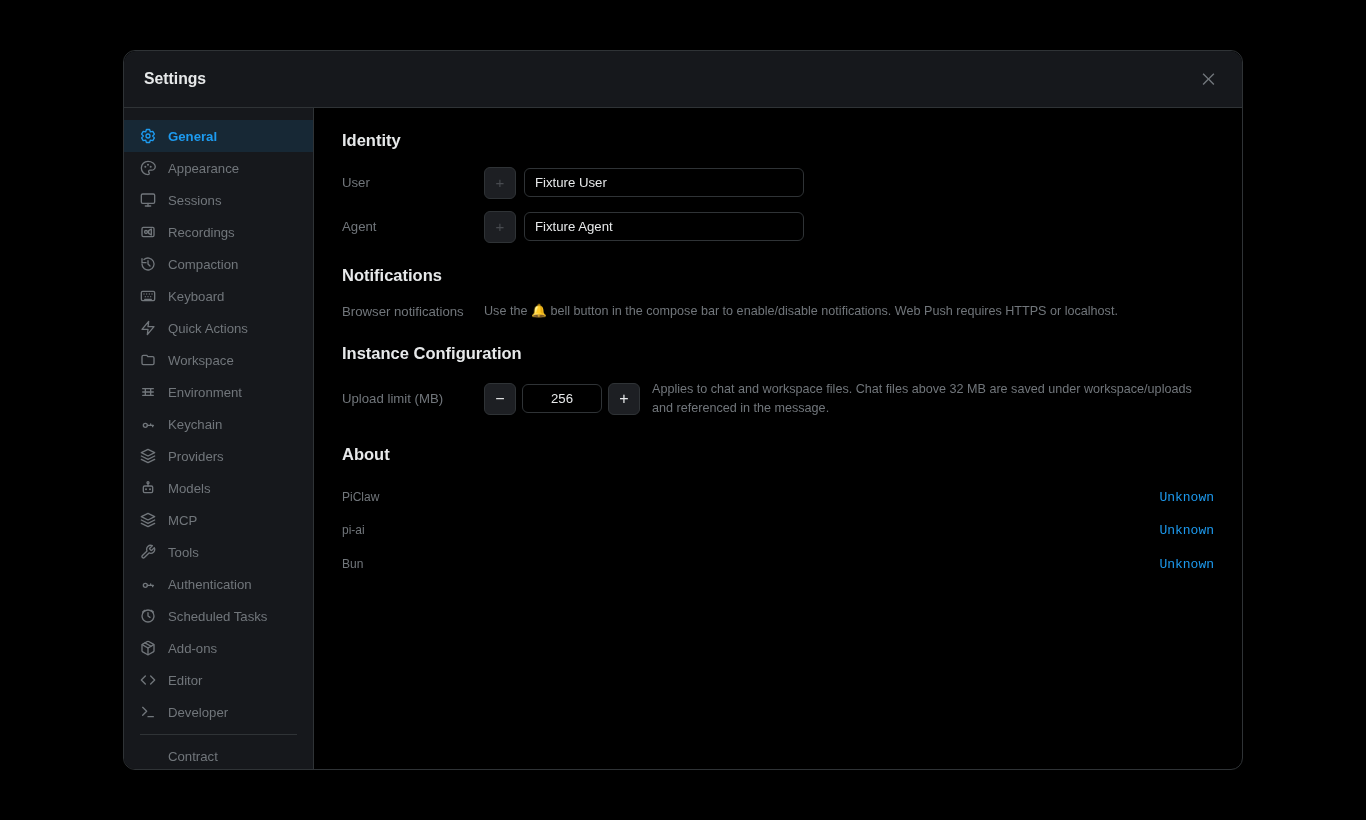 Settings
General
Appearance
Sessions
Recordings
Compaction
Keyboard
Quick Actions
Workspace
Environment
Keychain
Providers
Models
MCP
Tools
Authentication
Scheduled Tasks
Add-ons
Editor
Developer
Contract
Identity
User
+
Fixture User
Agent
+
Fixture Agent
Notifications
Browser notifications
Use the 🔔 bell button in the compose bar to enable/disable notifications. Web Push requires HTTPS or localhost.
Instance Configuration
Upload limit (MB)
− 256 +
Applies to chat and workspace files. Chat files above 32 MB are saved under workspace/uploads
and referenced in the message.
About
PiClaw Unknown
pi-ai Unknown
Bun Unknown